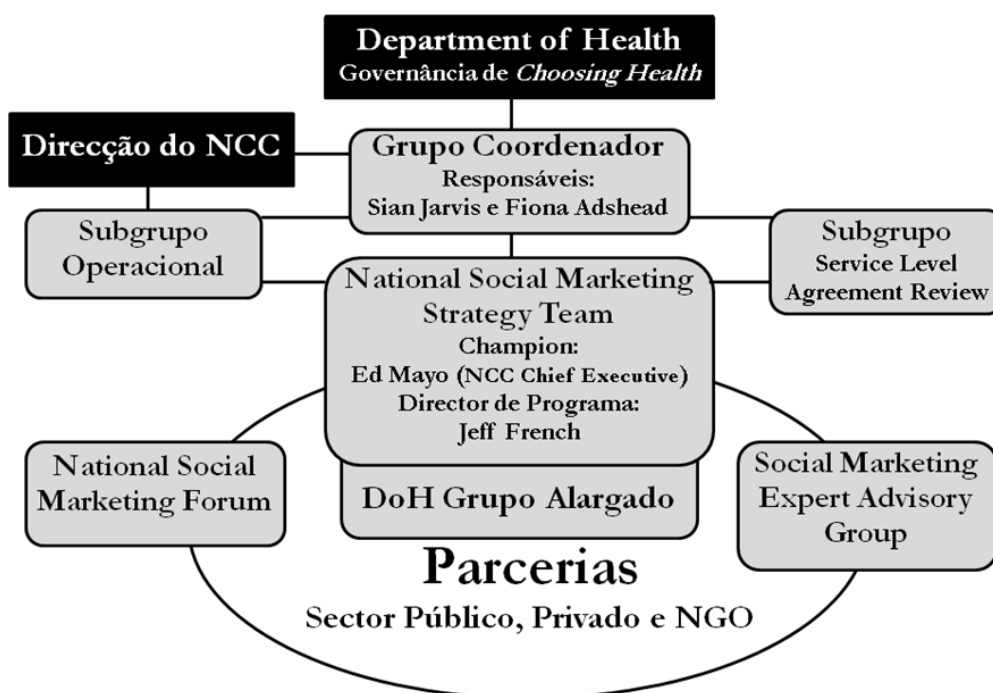 Department of Health
Governância de Choosing Health
Direcção do NCC
Grupo Coordenador
Responsáveis:
Sian Jarvis e Fiona Adshead
Subgrupo
Operacional
Subgrupo
Service Level
Agreement Review
National Social Marketing
Strategy Team
Champion:
Ed Mayo (NCC Chief Executive)
Director de Programa:
Jeff French
National Social
Marketing Forum
DoH Grupo Alargado
Social Marketing
Expert Advisory
Group
Parcerias
Sector Público, Privado e NGO